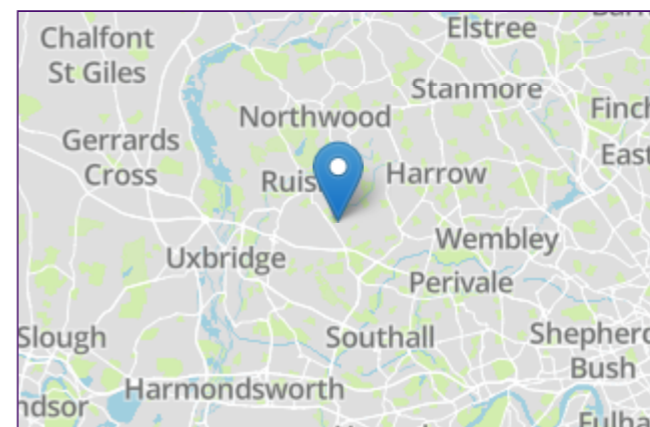 Elstree
Chalfont
St Giles
Stanmore
Northwood
Finch
Gerrards
Cross
East
Ruis
Harrow
Wembley
Uxbridge
Perivale
Slough
Southall
Shepherd
Bush
Harmondsworth
ndsor
Fulha